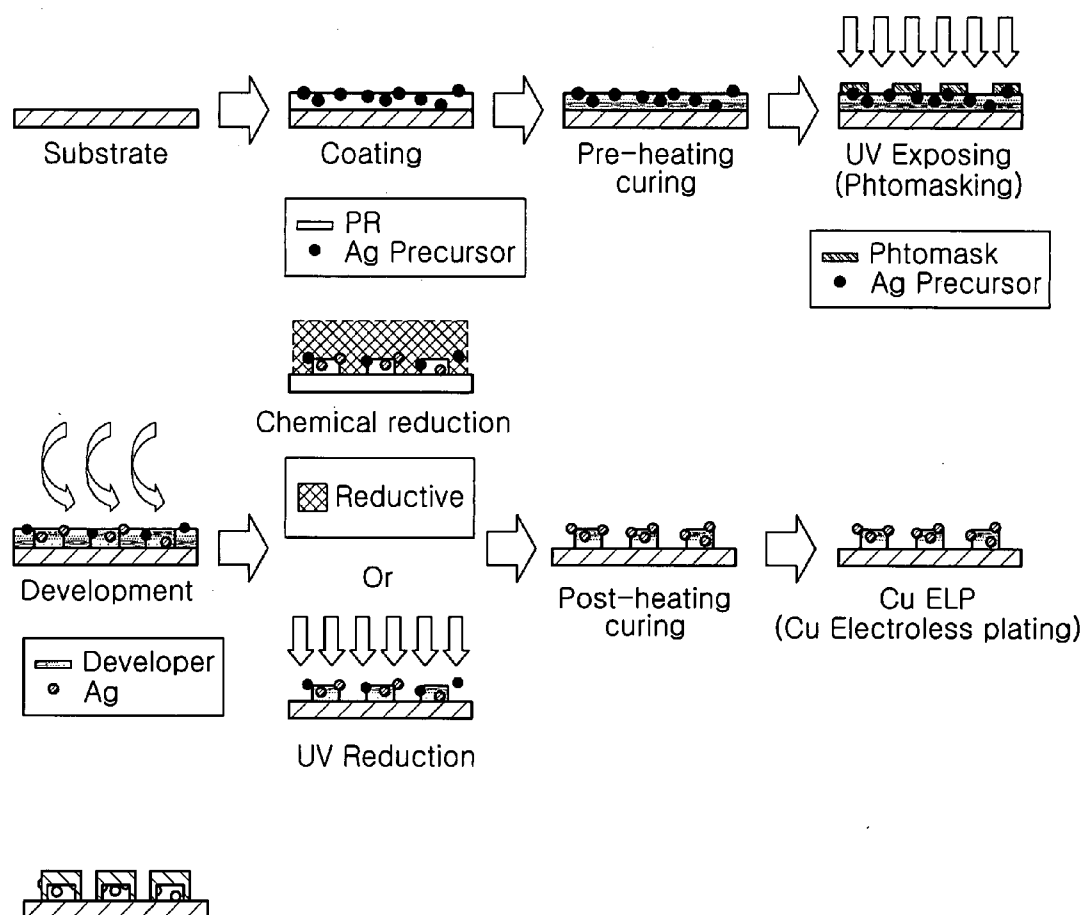 Substrate
Coating
Pre-heating
curing
UV Exposing
(Phtomasking)
PR
Ag Precursor
Phtomask
Ag Precursor
Chemical reduction
Reductive
Or
UV Reduction
Development
Developer
Ag
Post-heating
curing
Cu ELP
(Cu Electroless plating)